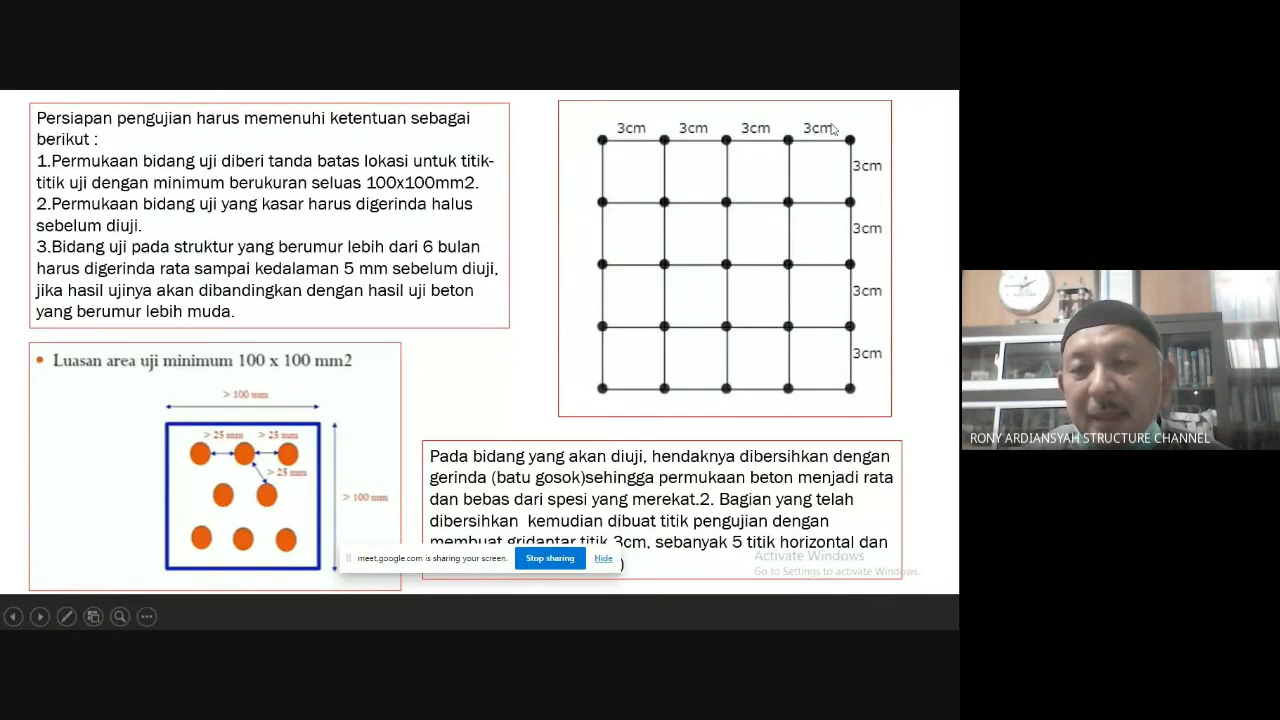 Persiapan pengujian harus memenuhi ketentuan sebagai
berikut :
1.Permukaan bidang uji diberi tanda batas lokasi untuk titik-
titik uji dengan minimum berukuran seluas 100x100mm2.
2.Permukaan bidang uji yang kasar harus digerinda halus
sebelum diuji.
3.Bidang uji pada struktur yang berumur lebih dari 6 bulan
harus digerinda rata sampai kedalaman 5 mm sebelum diuji,
jika hasil ujinya akan dibandingkan dengan hasil uji beton
yang berumur lebih muda.
3cm 3cm 3cm 3cm
3cm
3cm
3cm
3cm
• Luasan area uji minimum 100 x 100 mm2
> 100 mm
> 25 mm > 25 mm
> 25 mm
> 100 mm
Pada bidang yang akan diuji, hendaknya dibersihkan dengan
gerinda (batu gosok)sehingga permukaan beton menjadi rata
dan bebas dari spesi yang merekat.2. Bagian yang telah
dibersihkan kemudian dibuat titik pengujian dengan
membuat gridantar titik 3cm, sebanyak 5 titik horizontal dan
)
meet.google.com is sharing your screen. Stop sharing Hide
Activate Windows
Go to Settings to activate Windows.
RONY ARDIANSYAH STRUCTURE CHANNEL